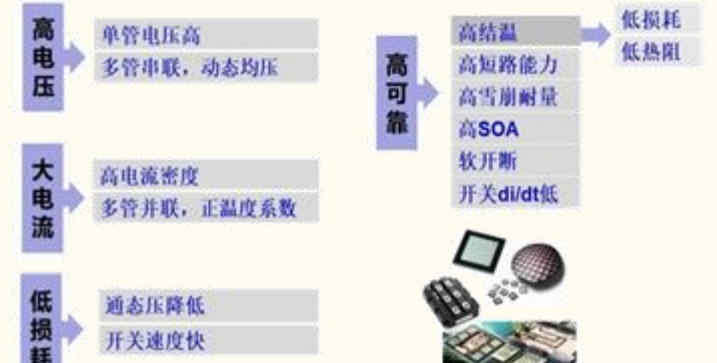 高电压
单管电压高
多管串联，动态均压
大电流
高电流密度
多管并联，正温度系数
低损耗
通态压降低
开关速度快
高可靠
高结温
高短路能力
高雪崩耐量
高SOA
软开断
开关di/dt低
低损耗
低热阻